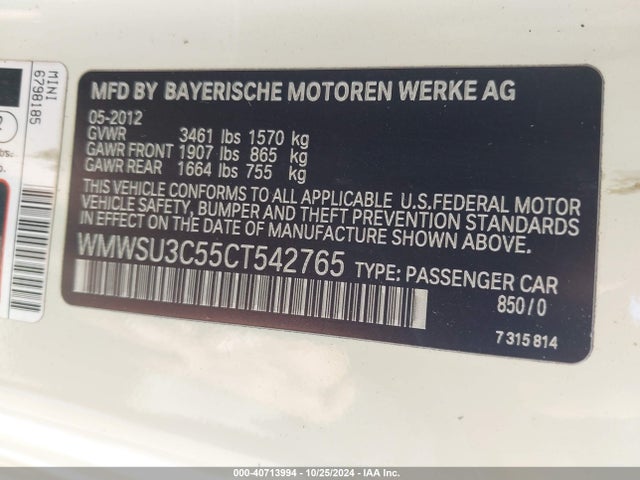 MFD BY BAYERISCHE MOTOREN WERKE AG
05-2012
GVWR 3461 lbs 1570 kg
GAWR FRONT 1907 lbs 865 kg
GAWR REAR 1664 lbs 755 kg
THIS VEHICLE CONFORMS TO ALL APPLICABLE U.S.FEDERAL MOTOR
VEHICLE SAFETY, BUMPER AND THEFT PREVENTION STANDARDS
IN EFFECT ON THE DATE OF MANUFACTURE SHOWN ABOVE.
WMWSU3C55CT542765 TYPE: PASSENGER CAR
850/0
7 315 814
MINI
6798185
000-40713994 - 10/25/2024 - IAA Inc.